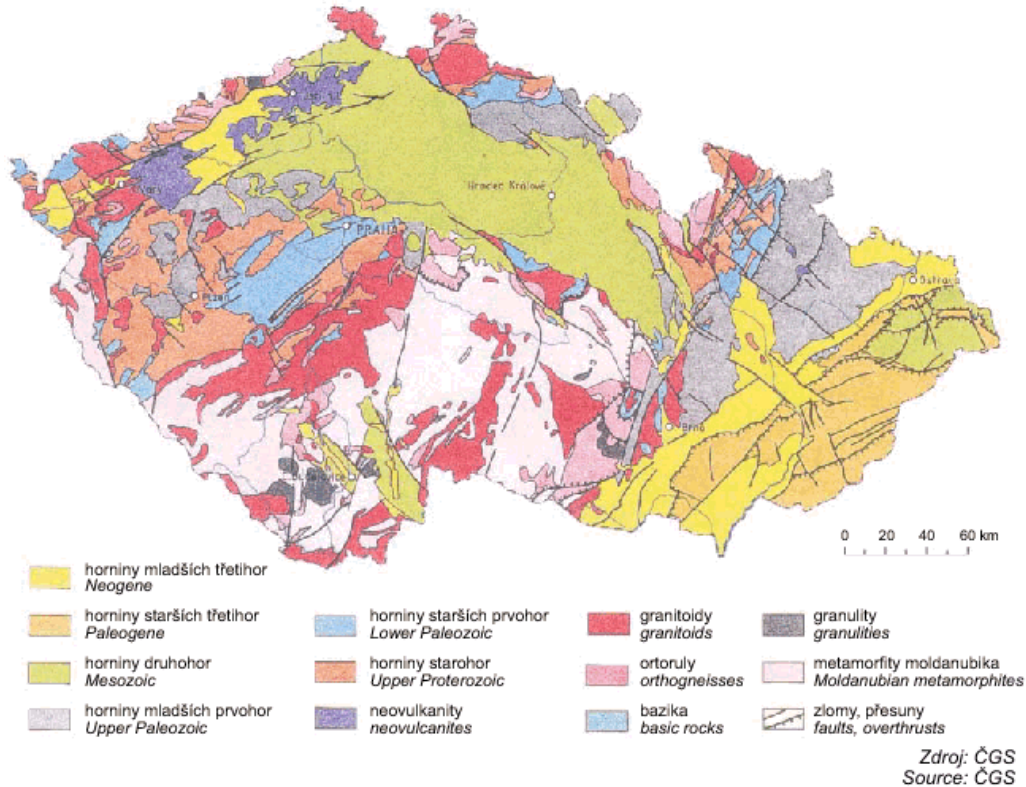 Vary
PRAHA
Hradec Králové
Plzeň
Ostrava
Brno
0 20 40 60 km
horniny mladších třetihor
Neogene
horniny starších třetihor
Paleogene
horniny druhohor
Mesozoic
horniny mladších prvohor
Upper Paleozoic
horniny starších prvohor
Lower Paleozoic
horniny starohor
Upper Proterozoic
neovulkanity
neovulcanites
granitoidy
granitoids
ortoruly
orthogneisses
bazika
basic rocks
granulity
granulities
metamorfity moldanubika
Moldanubian metamorphites
zlomy, přesuny
faults, overthrusts
Zdroj: ČGS
Source: ČGS